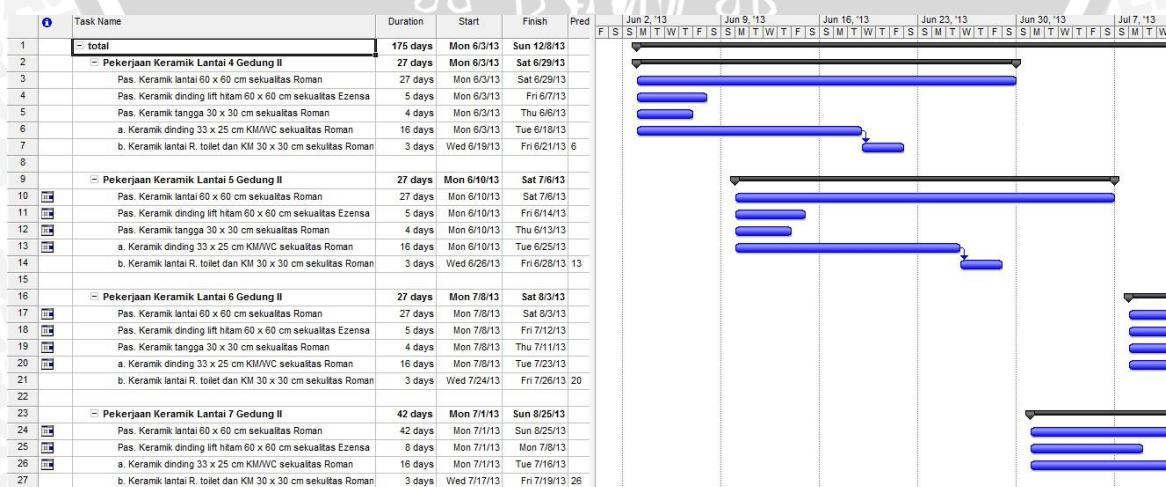 Task Name Duration Start Finish Pred Jun 2, '13 Jun 9, '13 Jun 16, '13 Jun 23, '13 Jun 30, '13 Jul 7, '13
F S S M T W T F S S M T W T F S S M T W T F S S M T W T F S S M T W T F S S M T W
1 total 175 days Mon 6/3/13 Sun 12/8/13
2 Pekerjaan Keramik Lantai 4 Gedung II 27 days Mon 6/3/13 Sat 6/29/13
3 Pas. Keramik lantai 60 x 60 cm sekualitas Roman 27 days Mon 6/3/13 Sat 6/29/13
4 Pas. Keramik dinding lift hitam 60 x 60 cm sekualitas Ezensa 5 days Mon 6/3/13 Fri 6/7/13
5 Pas. Keramik tangga 30 x 30 cm sekualitas Roman 4 days Mon 6/3/13 Thu 6/6/13
6 a. Keramik dinding 33 x 25 cm KM/WC sekualitas Roman 16 days Mon 6/3/13 Tue 6/18/13
7 b. Keramik lantai R. toilet dan KM 30 x 30 cm sekualitas Roman 3 days Wed 6/19/13 Fri 6/21/13 6
8
9 Pekerjaan Keramik Lantai 5 Gedung II 27 days Mon 6/10/13 Sat 7/6/13
10 Pas. Keramik lantai 60 x 60 cm sekualitas Roman 27 days Mon 6/10/13 Sat 7/6/13
11 Pas. Keramik dinding lift hitam 60 x 60 cm sekualitas Ezensa 5 days Mon 6/10/13 Fri 6/14/13
12 Pas. Keramik tangga 30 x 30 cm sekualitas Roman 4 days Mon 6/10/13 Thu 6/13/13
13 a. Keramik dinding 33 x 25 cm KM/WC sekualitas Roman 16 days Mon 6/10/13 Tue 6/25/13
14 b. Keramik lantai R. toilet dan KM 30 x 30 cm sekualitas Roman 3 days Wed 6/26/13 Fri 6/28/13 13
15
16 Pekerjaan Keramik Lantai 6 Gedung II 27 days Mon 7/8/13 Sat 8/3/13
17 Pas. Keramik lantai 60 x 60 cm sekualitas Roman 27 days Mon 7/8/13 Sat 8/3/13
18 Pas. Keramik dinding lift hitam 60 x 60 cm sekualitas Ezensa 5 days Mon 7/8/13 Fri 7/12/13
19 Pas. Keramik tangga 30 x 30 cm sekualitas Roman 4 days Mon 7/8/13 Thu 7/11/13
20 a. Keramik dinding 33 x 25 cm KM/WC sekualitas Roman 16 days Mon 7/8/13 Tue 7/23/13
21 b. Keramik lantai R. toilet dan KM 30 x 30 cm sekulitas Roman 3 days Wed 7/24/13 Fri 7/26/13 20
22
23 Pekerjaan Keramik Lantai 7 Gedung II 42 days Mon 7/1/13 Sun 8/25/13
24 Pas. Keramik lantai 60 x 60 cm sekualitas Roman 42 days Mon 7/1/13 Sun 8/25/13
25 Pas. Keramik dinding lift hitam 60 x 60 cm sekualitas Ezensa 8 days Mon 7/1/13 Mon 7/8/13
26 a. Keramik dinding 33 x 25 cm KM/WC sekualitas Roman 16 days Mon 7/1/13 Tue 7/16/13
27 b. Keramik lantai R. toilet dan KM 30 x 30 cm sekualitas Roman 3 days Wed 7/17/13 Fri 7/19/13 26